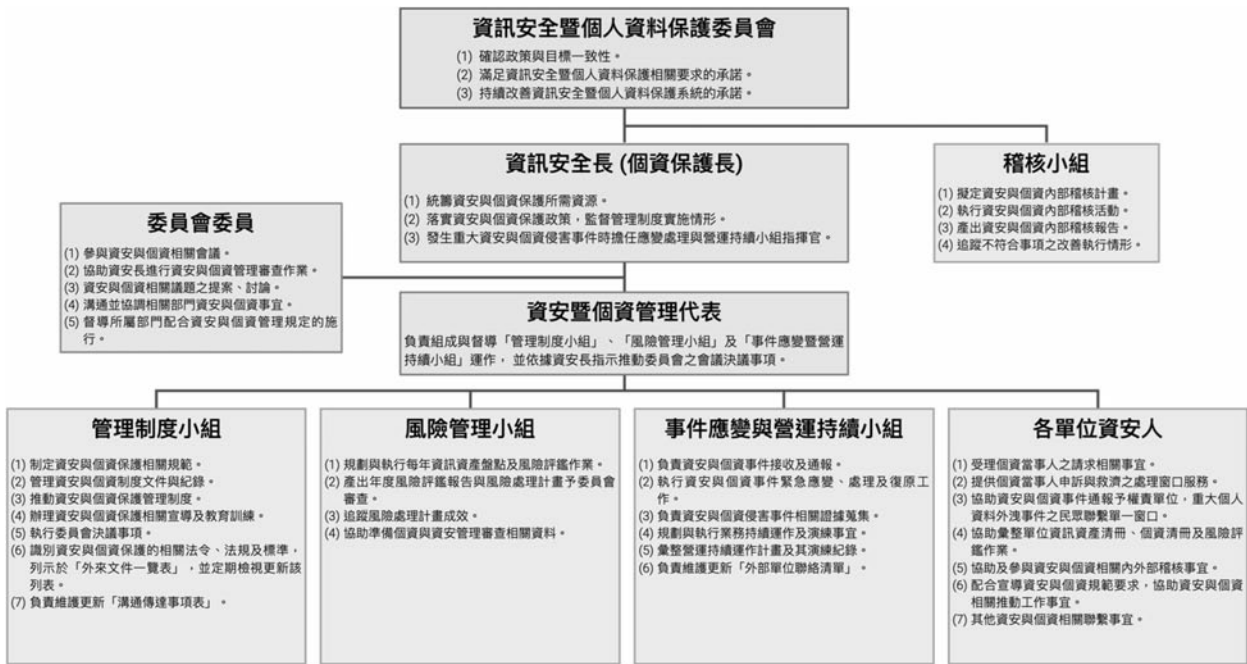 資訊安全暨個人資料保護委員會
(1) 確認政策與目標一致性。
(2) 滿足資訊安全暨個人資料保護相關要求的承諾。
(3) 持續改善資訊安全暨個人資料保護系統的承諾。
資訊安全長 (個資保護長)
(1) 統籌資安與個資保護所需資源。
(2) 落實資安與個資保護政策，監督管理制度實施情形。
(3) 發生重大資安與個資侵害事件時擔任應變處理與營運持續小組指揮官。
稽核小組
(1) 擬定資安與個資內部稽核計畫。
(2) 執行資安與個資內部稽核活動。
(3) 產出資安與個資內部稽核報告。
(4) 追蹤不符合事項之改善執行情形。
委員會委員
(1) 參與資安與個資相關會議。
(2) 協助資安長進行資安與個資管理審查作業。
(3) 資安與個資相關議題之提案、討論。
(4) 溝通並協調相關部門資安與個資事宜。
(5) 督導所屬部門配合資安與個資管理規定的施
行。
資安暨個資管理代表
負責組成與督導「管理制度小組」、「風險管理小組」及「事件應變暨營運
持續小組」運作， 並依據資安長指示推動委員會之會議決議事項。
管理制度小組
(1) 制定資安與個資保護相關規範。
(2) 管理資安與個資制度文件與紀錄。
(3) 推動資安與個資保護管理制度。
(4) 辦理資安與個資保護相關宣導及教育訓練。
(5) 執行委員會決議事項。
(6) 識別資安與個資保護的相關法令、法規及標準，
列示於「外來文件一覽表」，並定期檢視更新該
列表。
(7) 負責維護更新「溝通傳達事項表」。
風險管理小組
(1) 規劃與執行每年資訊資產盤點及風險評鑑作業。
(2) 產出年度風險評鑑報告與風險處理計畫予委員會
審查。
(3) 追蹤風險處理計畫成效。
(4) 協助準備個資與資安管理審查相關資料。
事件應變與營運持續小組
(1) 負責資安與個資事件接收及通報。
(2) 執行資安與個資事件緊急應變、處理及復原工
作。
(3) 負責資安與個資侵害事件相關證據蒐集。
(4) 規劃與執行業務持續運作及演練事宜。
(5) 彙整營運持續運作計畫及其演練紀錄。
(6) 負責維護更新「外部單位聯絡清單」。
各單位資安人
(1) 受理個資當事人之請求相關事宜。
(2) 提供個資當事人申訴與救濟之處理窗口服務。
(3) 協助資安與個資事件通報予權責單位，重大個人
資料外洩事件之民眾聯繫單一窗口。
(4) 協助彙整單位資訊資產清冊、個資清冊及風險評
鑑作業。
(5) 協助及參與資安與個資相關內外部稽核事宜。
(6) 配合宣導資安與個資規範要求，協助資安與個資
相關推動工作事宜。
(7) 其他資安與個資相關聯繫事宜。